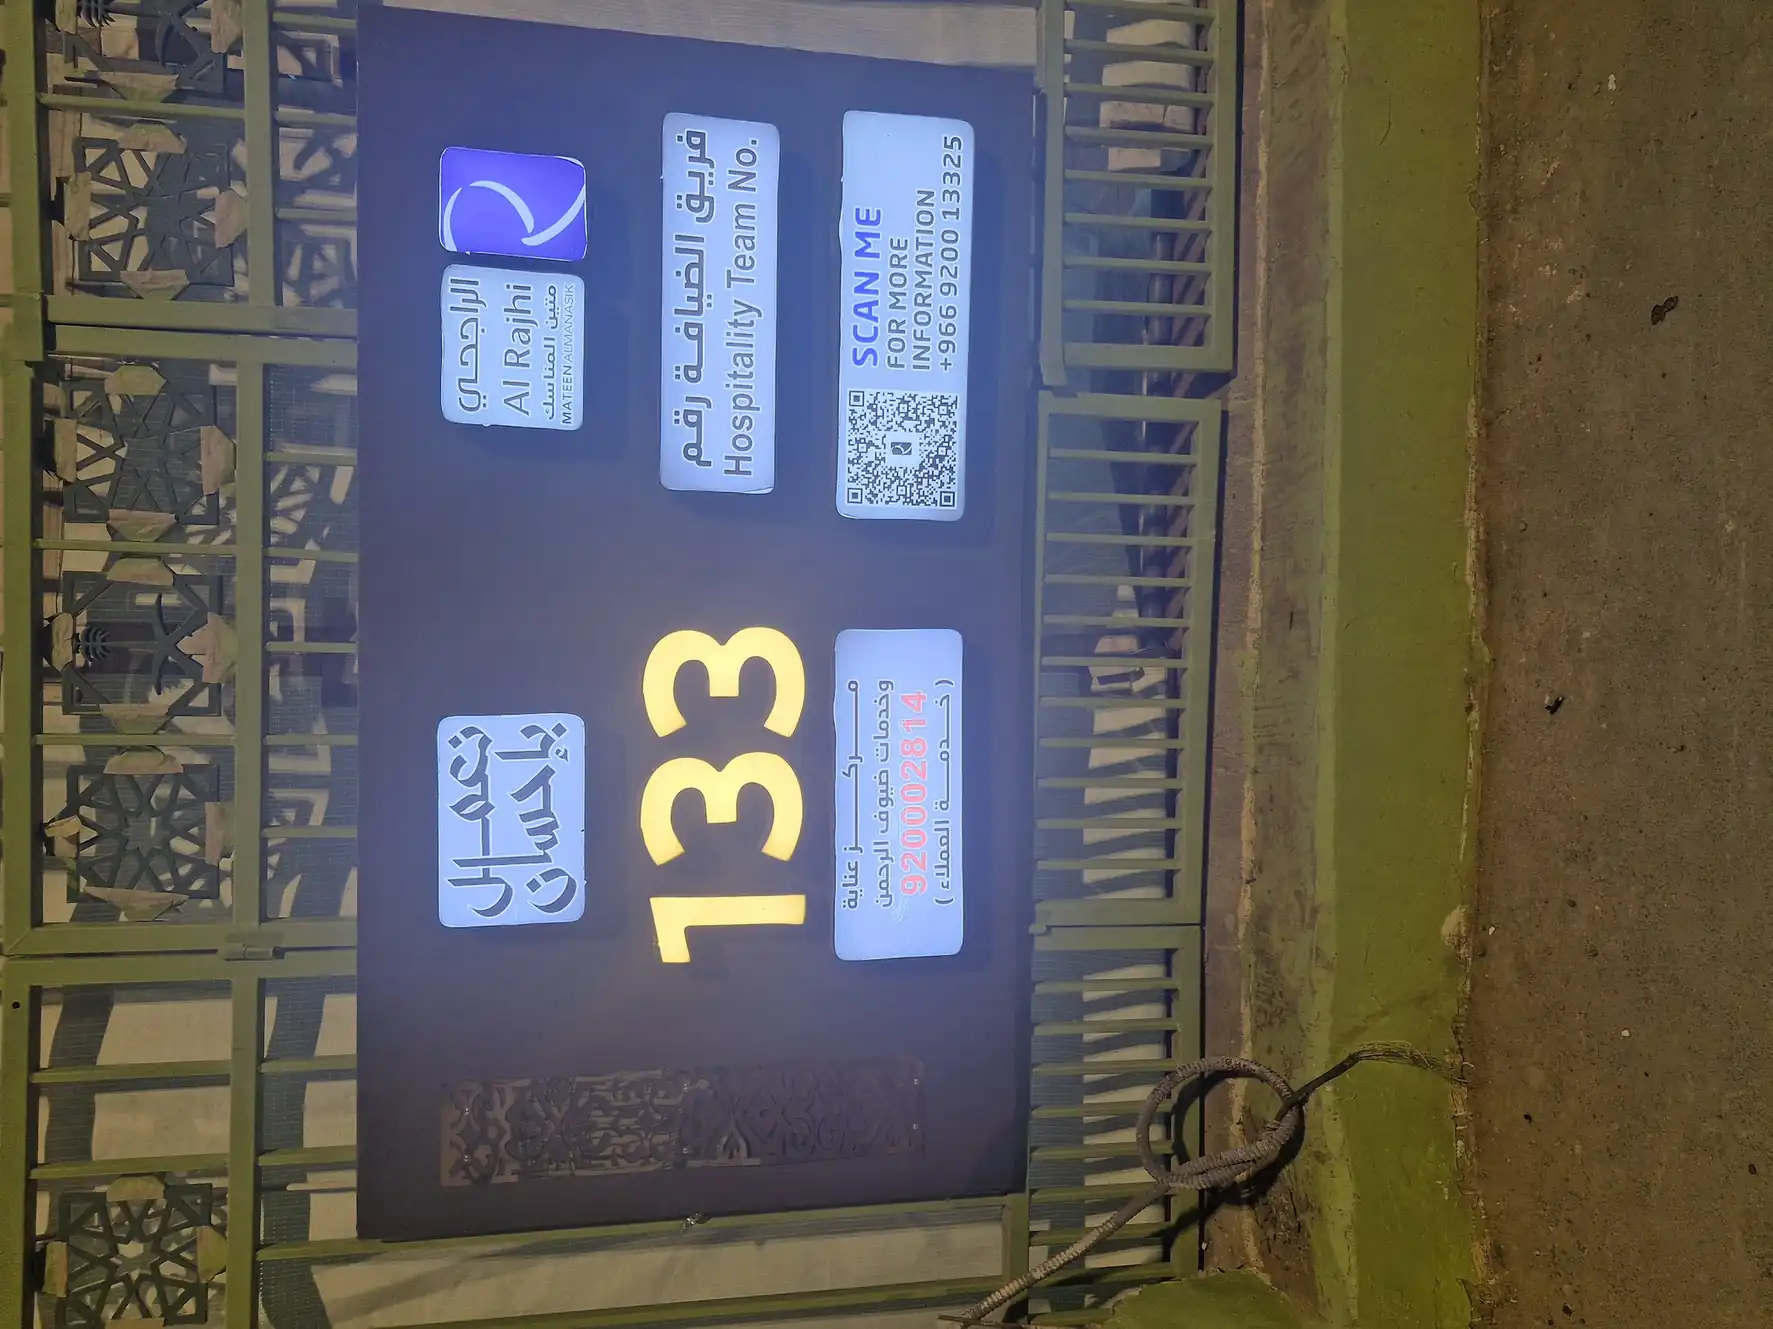 الراجحي
Al Rajhi
متين المناسك
MATEEN ALMANASIK
نعمل
بإحسان
فريق الضيافة رقم
Hospitality Team No.
133
SCAN ME
FOR MORE
INFORMATION
+966 9200 13325
مركز عناية
وخدمات ضيوف الرحمن
920002814
(خدمة العملاء)